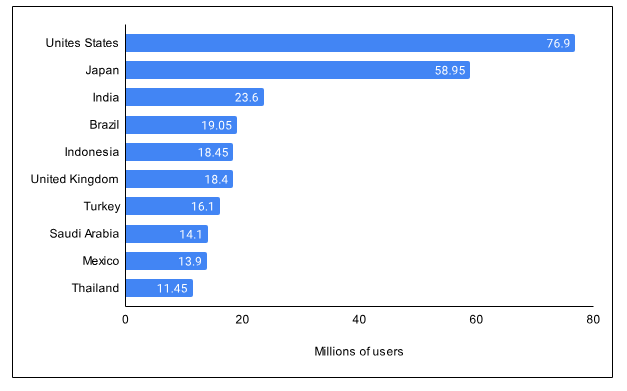 Unites States 76.9
Japan 58.95
India 23.6
Brazil 19.05
Indonesia 18.45
United Kingdom 18.4
Turkey 16.1
Saudi Arabia 14.1
Mexico 13.9
Thailand 11.45
0 20 40 60 80
Millions of users